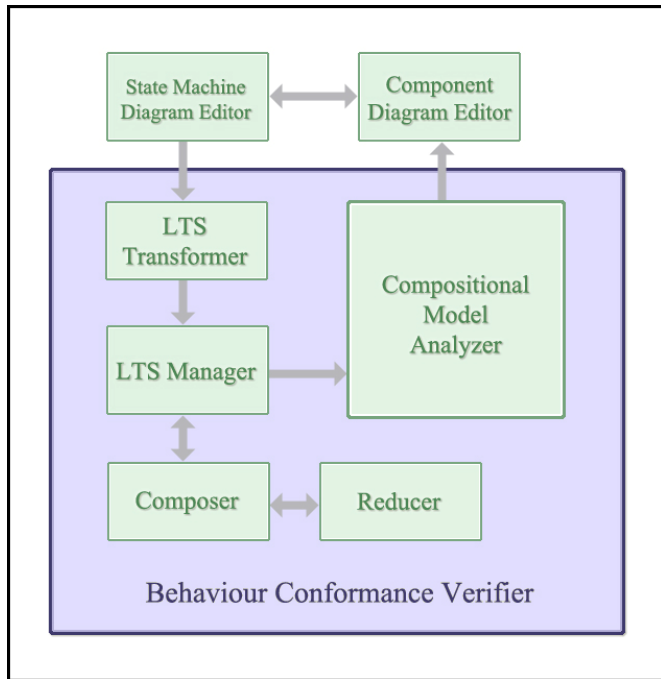 State Machine
Diagram Editor
Component
Diagram Editor
LTS
Transformer
Compositional
Model
Analyzer
LTS Manager
Composer
Reducer
Behaviour Conformance Verifier